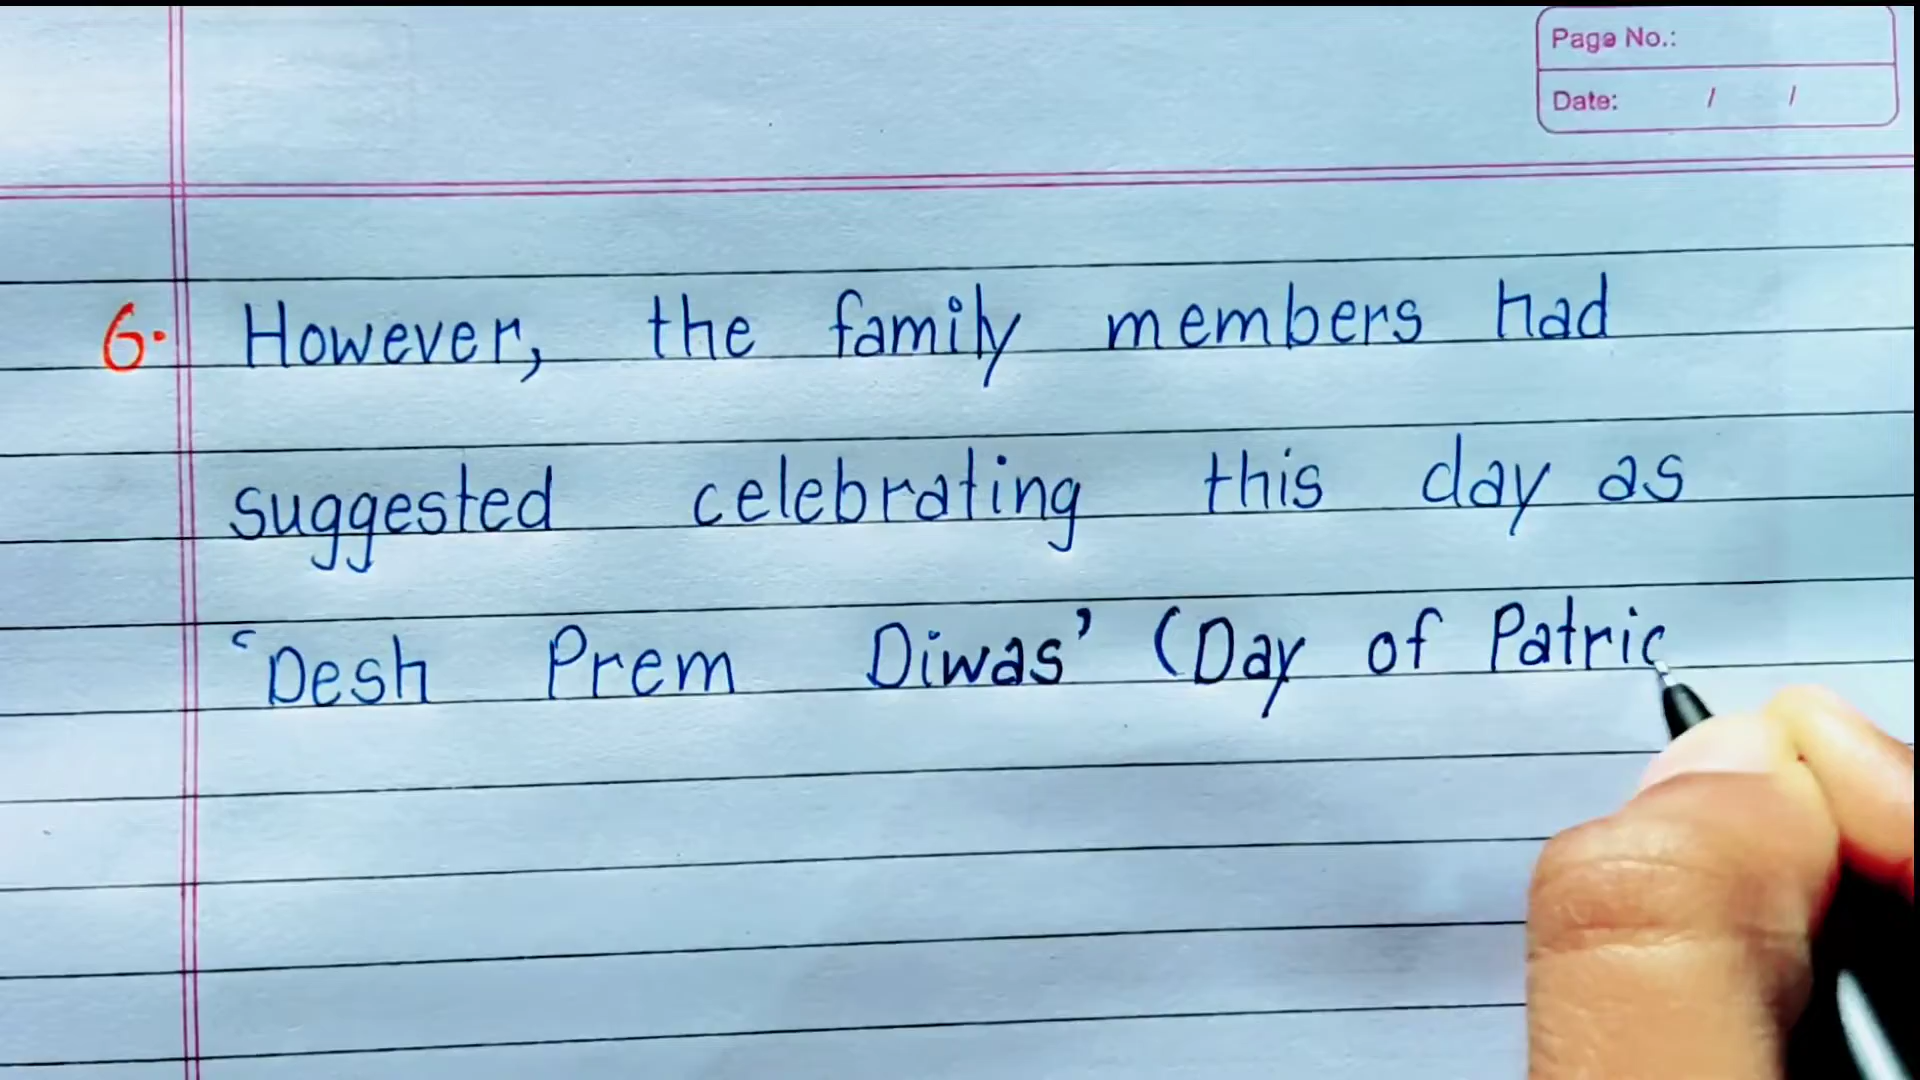 Page No.:
Date: / /
6. However, the family members had
suggested celebrating this day as
‘Desh Prem Diwas’ (Day of Patric